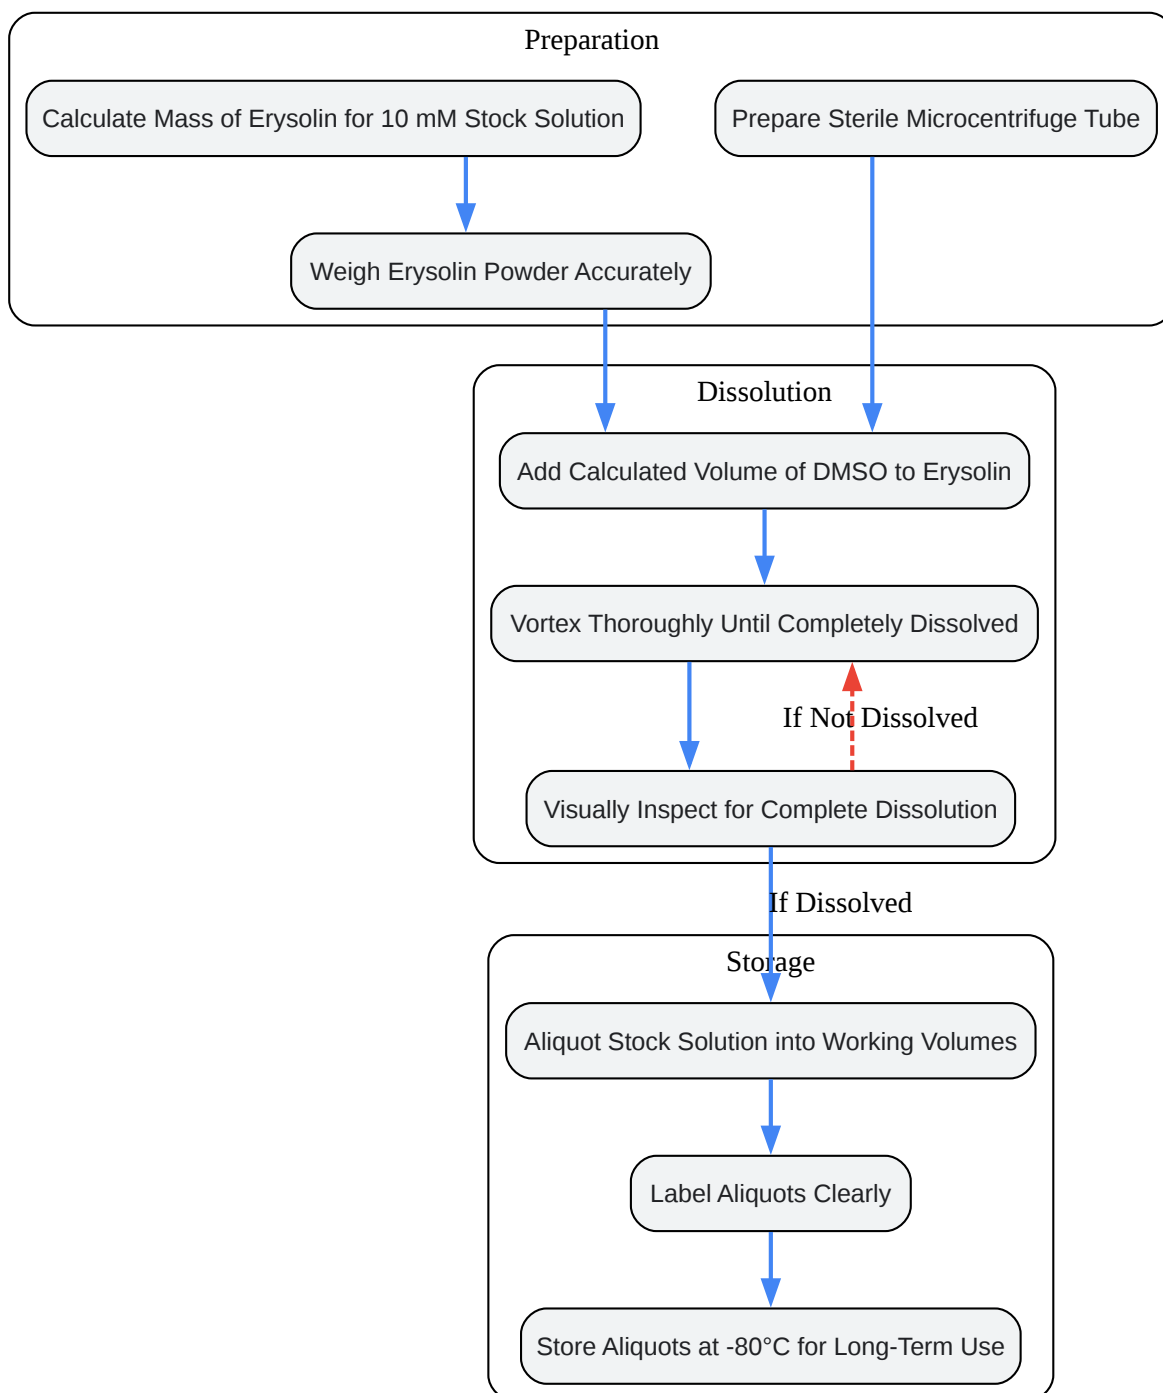 Preparation
Calculate Mass of Erysolin for 10 mM Stock Solution
Prepare Sterile Microcentrifuge Tube
Weigh Erysolin Powder Accurately
Dissolution
Add Calculated Volume of DMSO to Erysolin
Vortex Thoroughly Until Completely Dissolved
If Not Dissolved
Visually Inspect for Complete Dissolution
If Dissolved
Storage
Aliquot Stock Solution into Working Volumes
Label Aliquots Clearly
Store Aliquots at -80°C for Long-Term Use